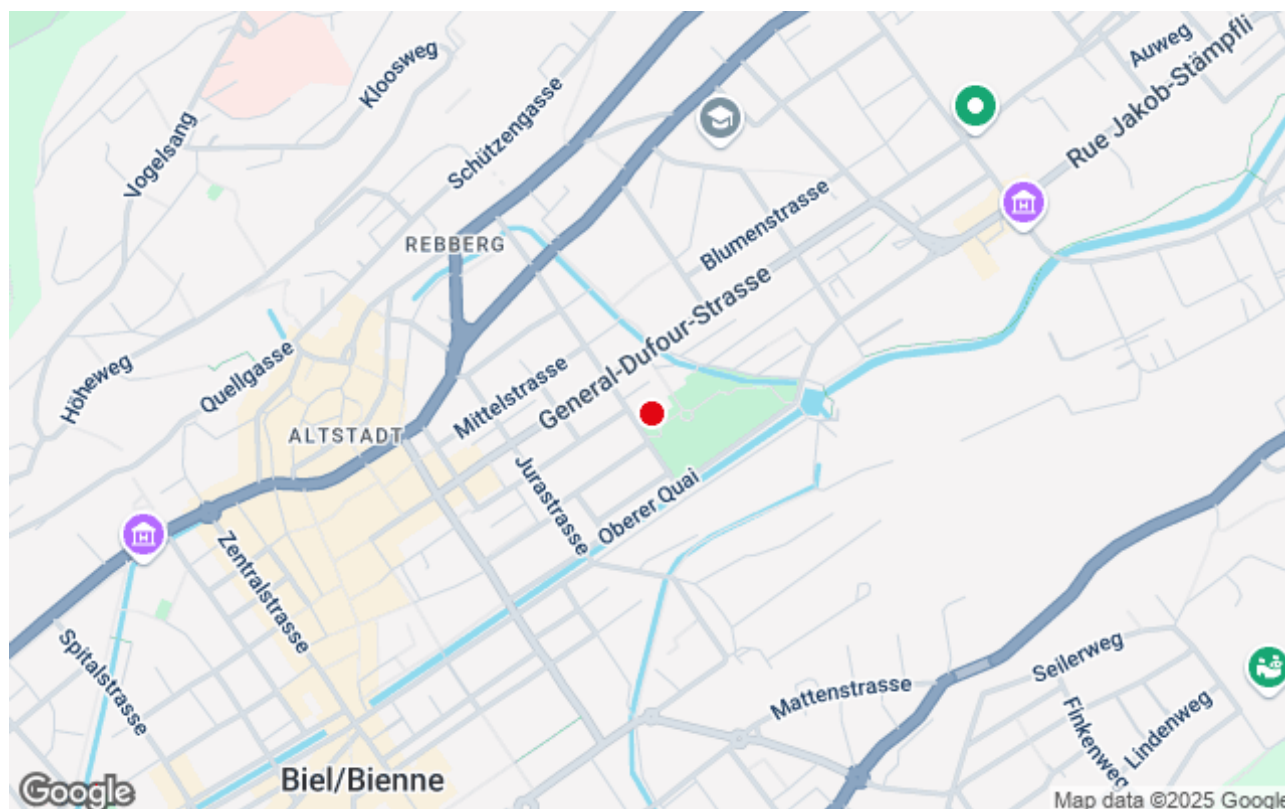 Auweg
Rue Jakob-Stämpfli
Kloosweg
Vogelsang
Schützengasse
Blumenstrasse
REBBERG
General-Dufour-Strasse
Höheweg
Quellgasse
Mittelstrasse
ALTSTADT
Jurastrasse
Oberer Quai
Zentralstrasse
Spitalstrasse
Seilerweg
Mattenstrasse
Finkenweg
Lindenweg
Biel/Bienne
Google
Map data ©2025 Google